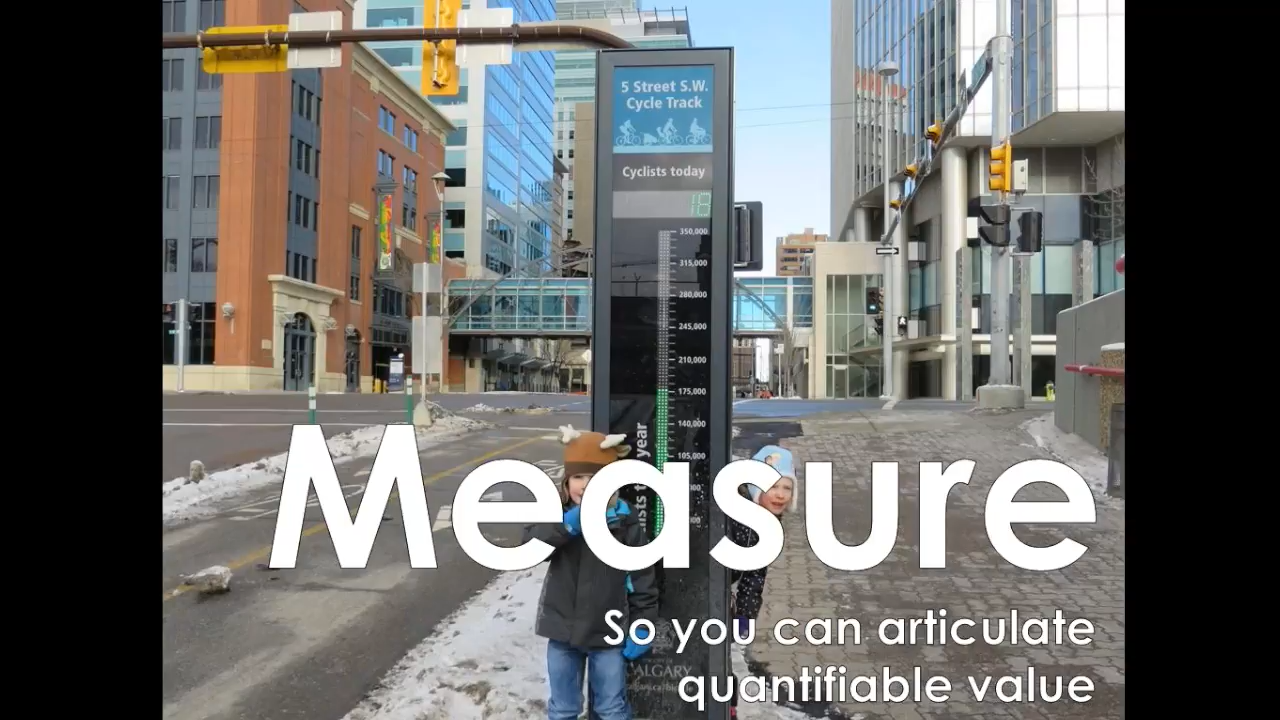 5 Street S.W.
Cycle Track
Cyclists today
18
350,000
315,000
280,000
245,000
210,000
175,000
140,000
105,000
year
Measure
So you can articulate
quantifiable value
CALGARY